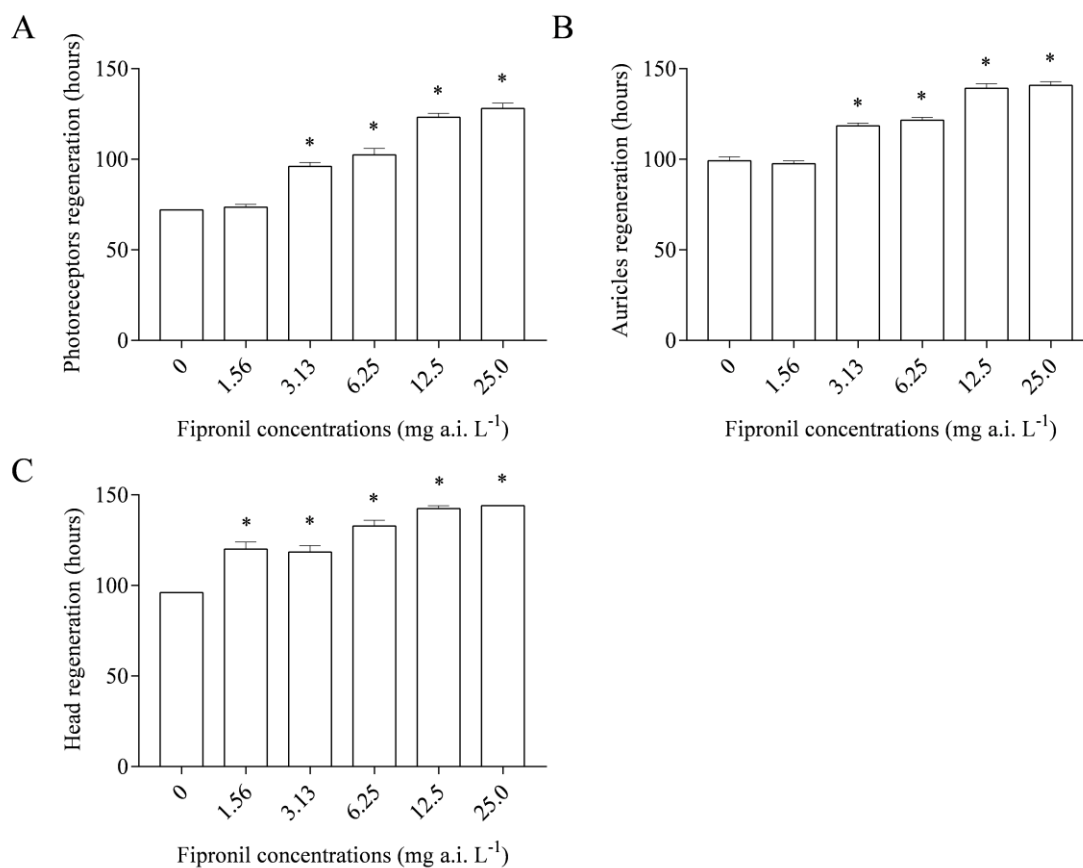 A
Photoreceptors regeneration (hours)
150
100
50
0
* * * *
0 1.56 3.13 6.25 12.5 25.0
Fipronil concentrations (mg a.i. L⁻¹)
B
Auricles regeneration (hours)
150
100
50
0
* * * *
0 1.56 3.13 6.25 12.5 25.0
Fipronil concentrations (mg a.i. L⁻¹)
C
Head regeneration (hours)
150
100
50
0
* * * * *
0 1.56 3.13 6.25 12.5 25.0
Fipronil concentrations (mg a.i. L⁻¹)